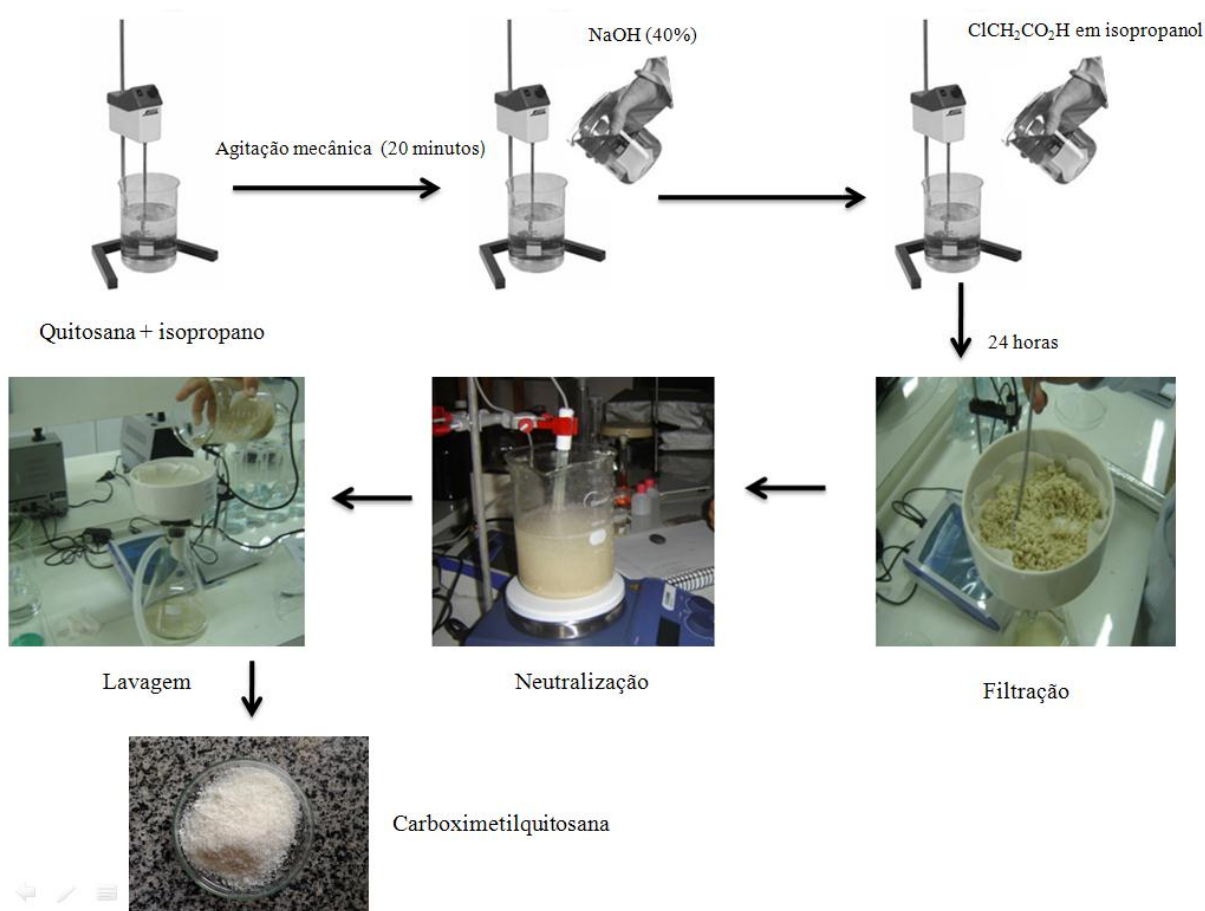 NaOH (40%)
ClCH₂CO₂H em isopropanol
Agitação mecânica (20 minutos)
Quitosana + isopropano
24 horas
Lavagem
Neutralização
Filtração
Carboximetilquitosana